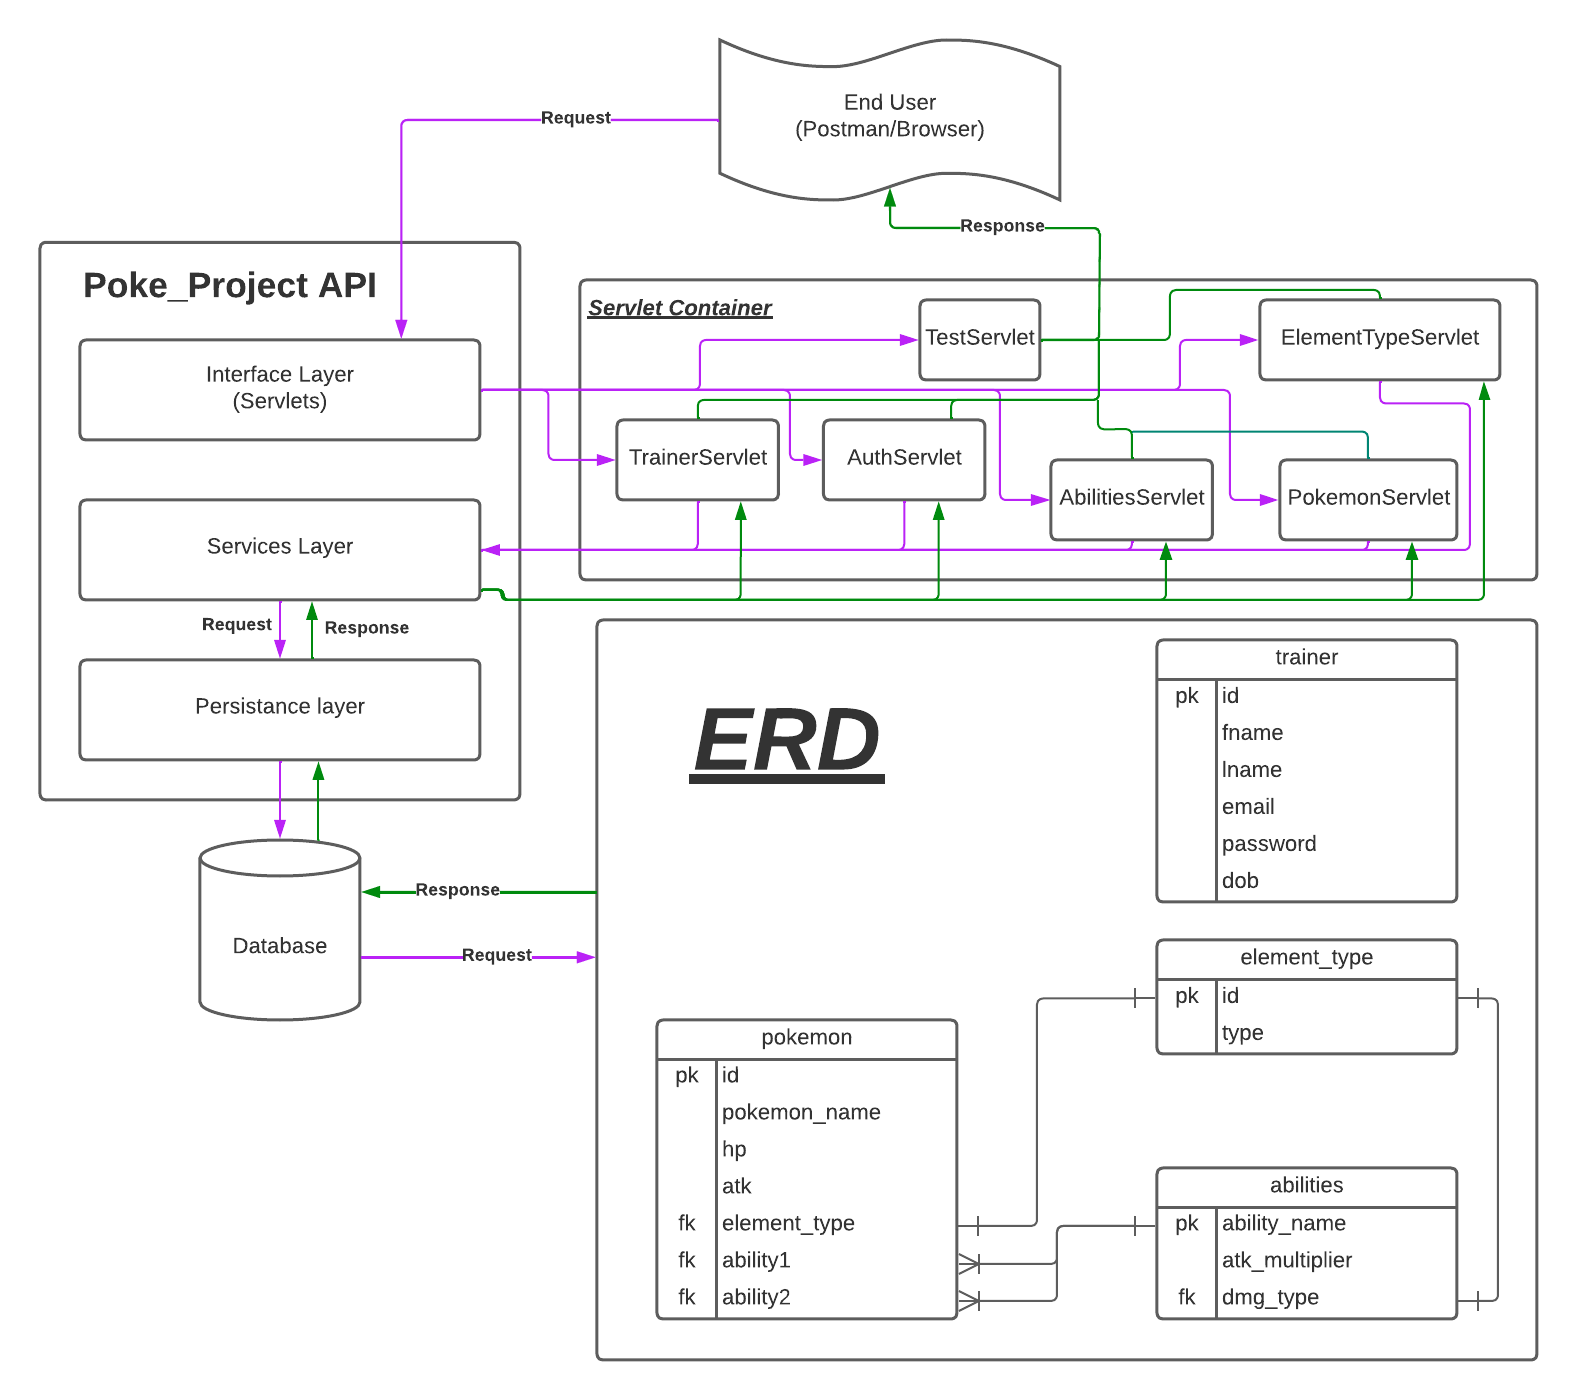 End User
(Postman/Browser)
Request
Response
Poke_Project API
Interface Layer
(Servlets)
Services Layer
Request
Response
Persistance layer
Database
Response
Request
Servlet Container
TestServlet
ElementTypeServlet
TrainerServlet
AuthServlet
AbilitiesServlet
PokemonServlet
ERD
trainer
pk id
fname
lname
email
password
dob
element_type
pk id
type
pokemon
pk id
pokemon_name
hp
atk
fk element_type
fk ability1
fk ability2
abilities
pk ability_name
atk_multiplier
fk dmg_type